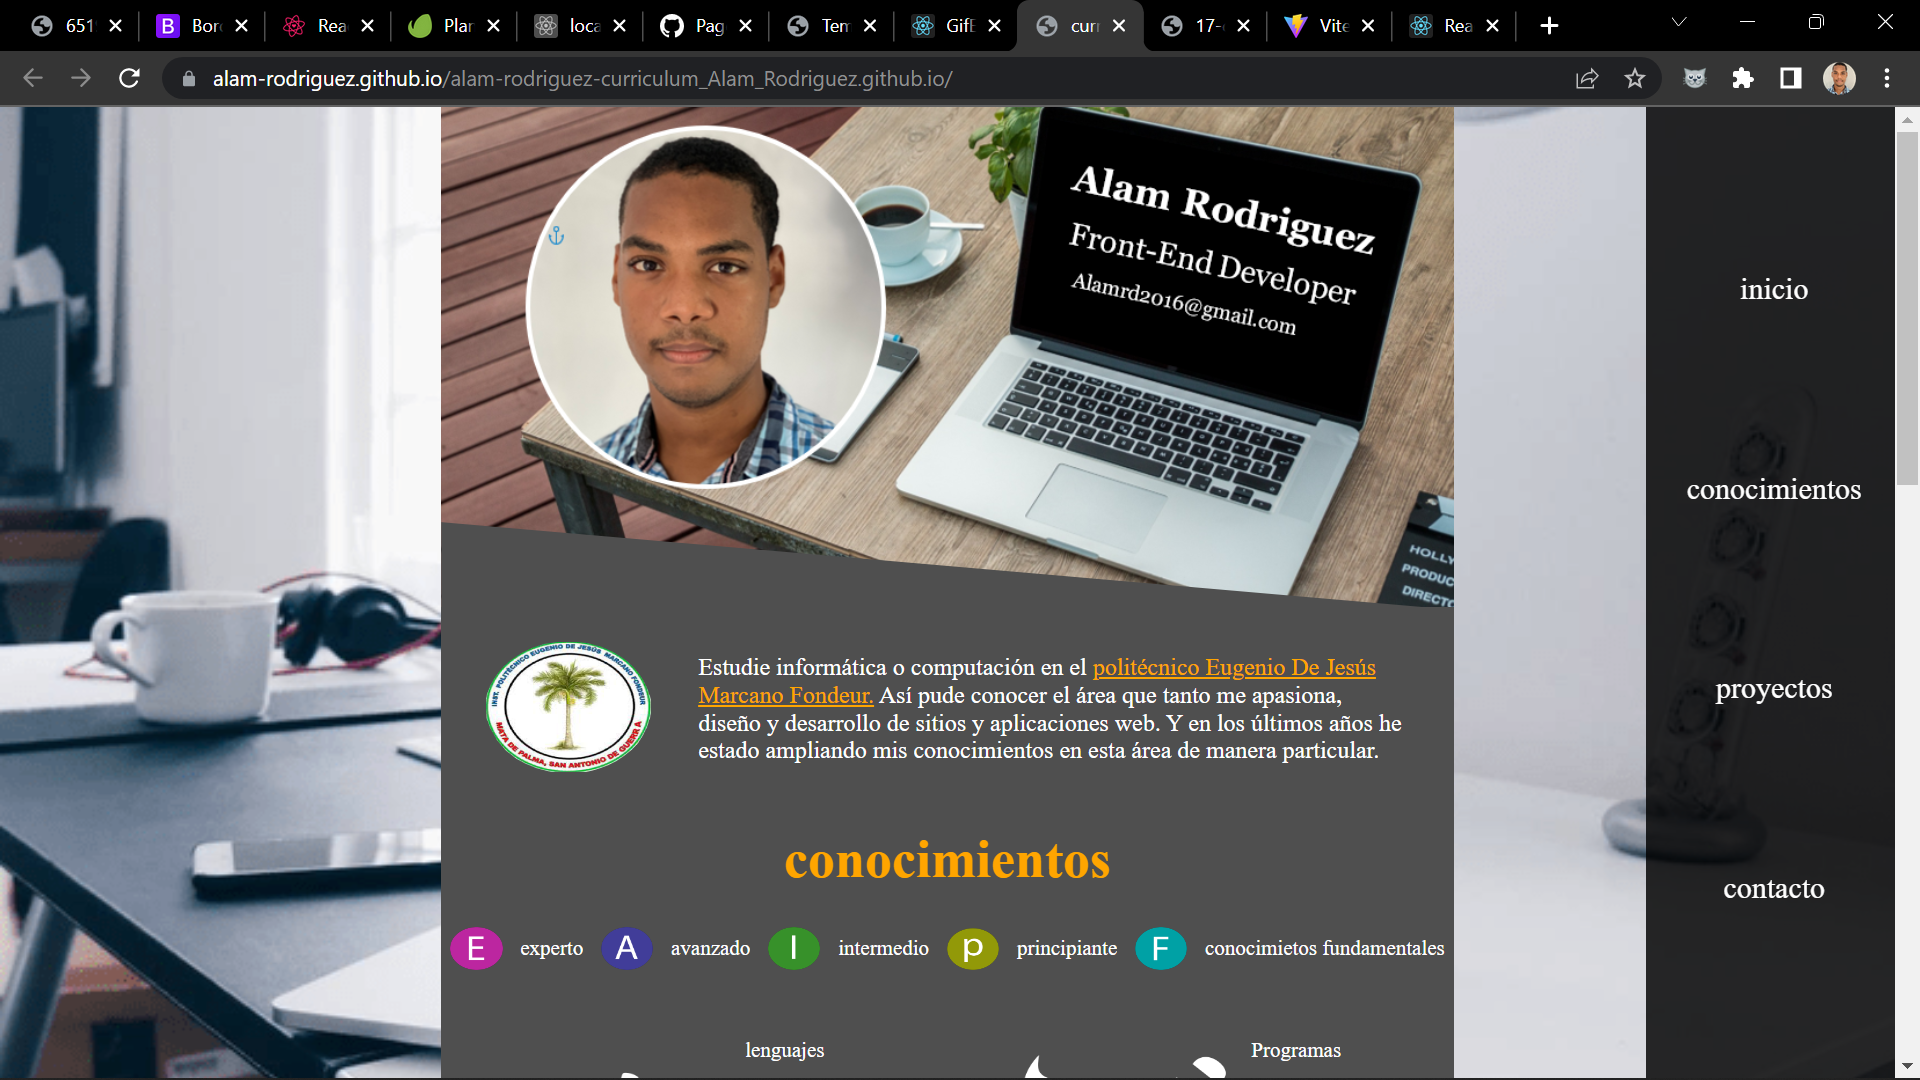 651
Rea
Plar
loca
Pag
Tem
GifE
curr
17-
Vite
Rea
alam-rodriguez.github.io/alam-rodriguez-curriculum_Alam_Rodriguez.github.io/
Alam Rodriguez
Front-End Developer
Alamrd2016@gmail.com
HOLLY
PRODUC
DIRECTO
inicio
conocimientos
proyectos
contacto
INST. POLITÉCNICO EUGENIO DE JESÚS MARCANO FONDEUR
MATA DE PALMA, SAN ANTONIO DE GUERRA
Estudie informática o computación en el politécnico Eugenio De Jesús
Marcano Fondeur. Así pude conocer el área que tanto me apasiona,
diseño y desarrollo de sitios y aplicaciones web. Y en los últimos años he
estado ampliando mis conocimientos en esta área de manera particular.
conocimientos
E experto A avanzado I intermedio p principiante F conocimietos fundamentales
lenguajes
Programas